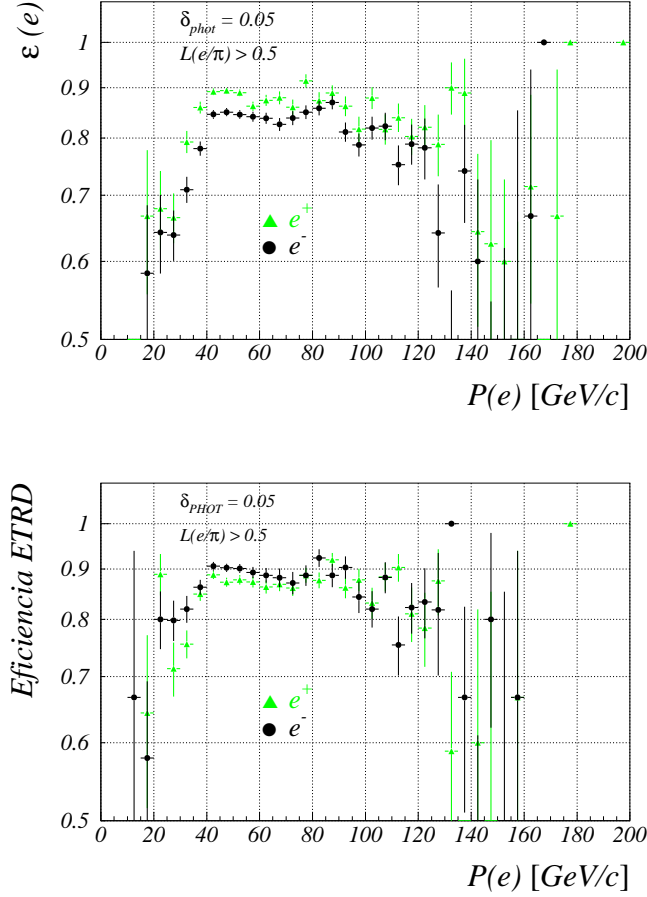 ε (e)
δphot = 0.05
L(e/π) > 0.5
1
0.9
0.8
0.7
0.6
0.5
e+
e-
0 20 40 60 80 100 120 140 160 180 200
P(e) [GeV/c]
Eficiencia ETRD
δPHOT = 0.05
L(e/π) > 0.5
1
0.9
0.8
0.7
0.6
0.5
e+
e-
0 20 40 60 80 100 120 140 160 180 200
P(e) [GeV/c]